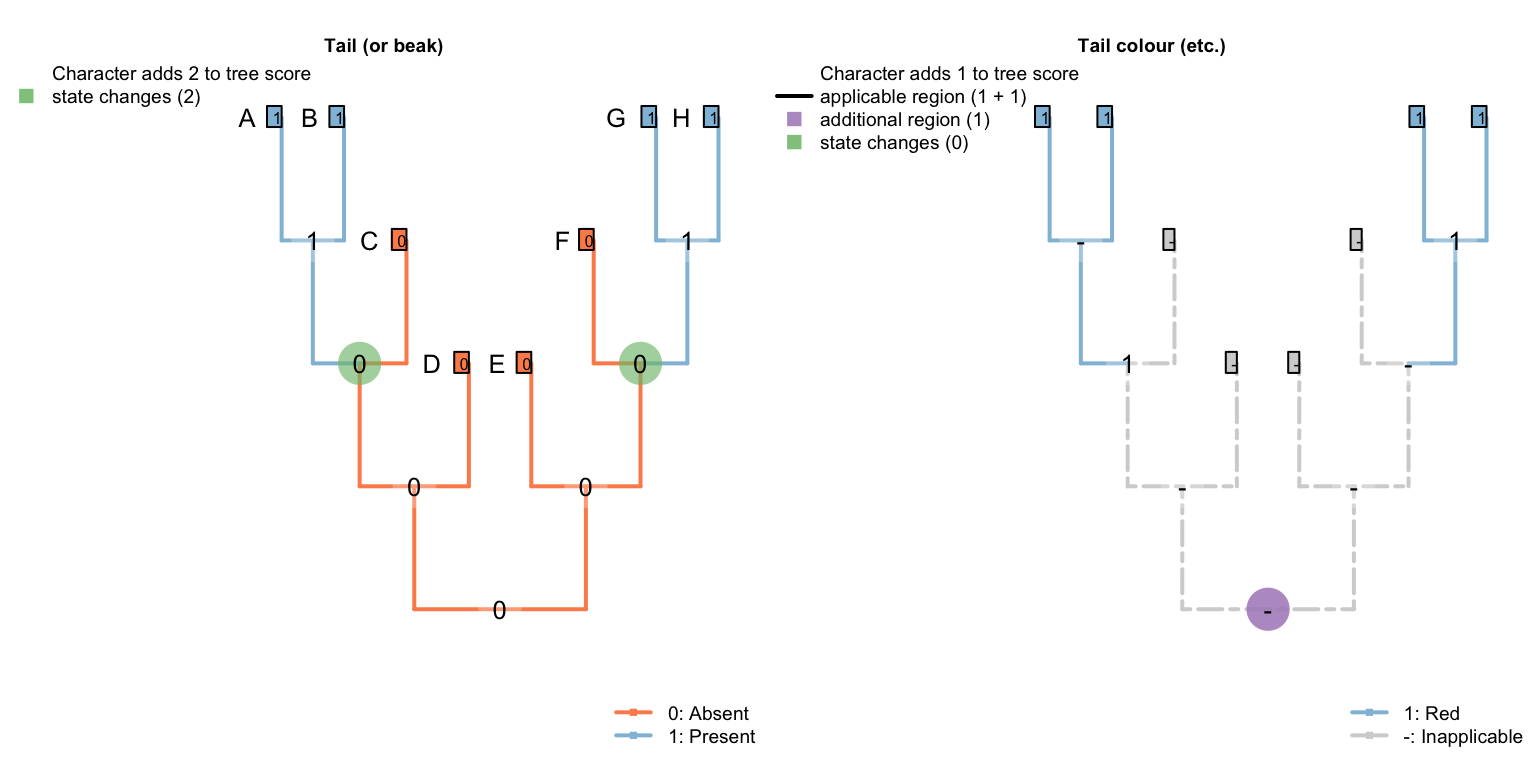 Tail (or beak)
Character adds 2 to tree score
state changes (2)
A 1 B 1 G 1 H 1
1 C 0 F 0 1
0 D 0 E 0 0
0 0
0
0: Absent
1: Present
Tail colour (etc.)
Character adds 1 to tree score
applicable region (1 + 1)
additional region (1)
state changes (0)
1 1 1 1
- - - 1
1 - - -
- -
-
1: Red
-: Inapplicable